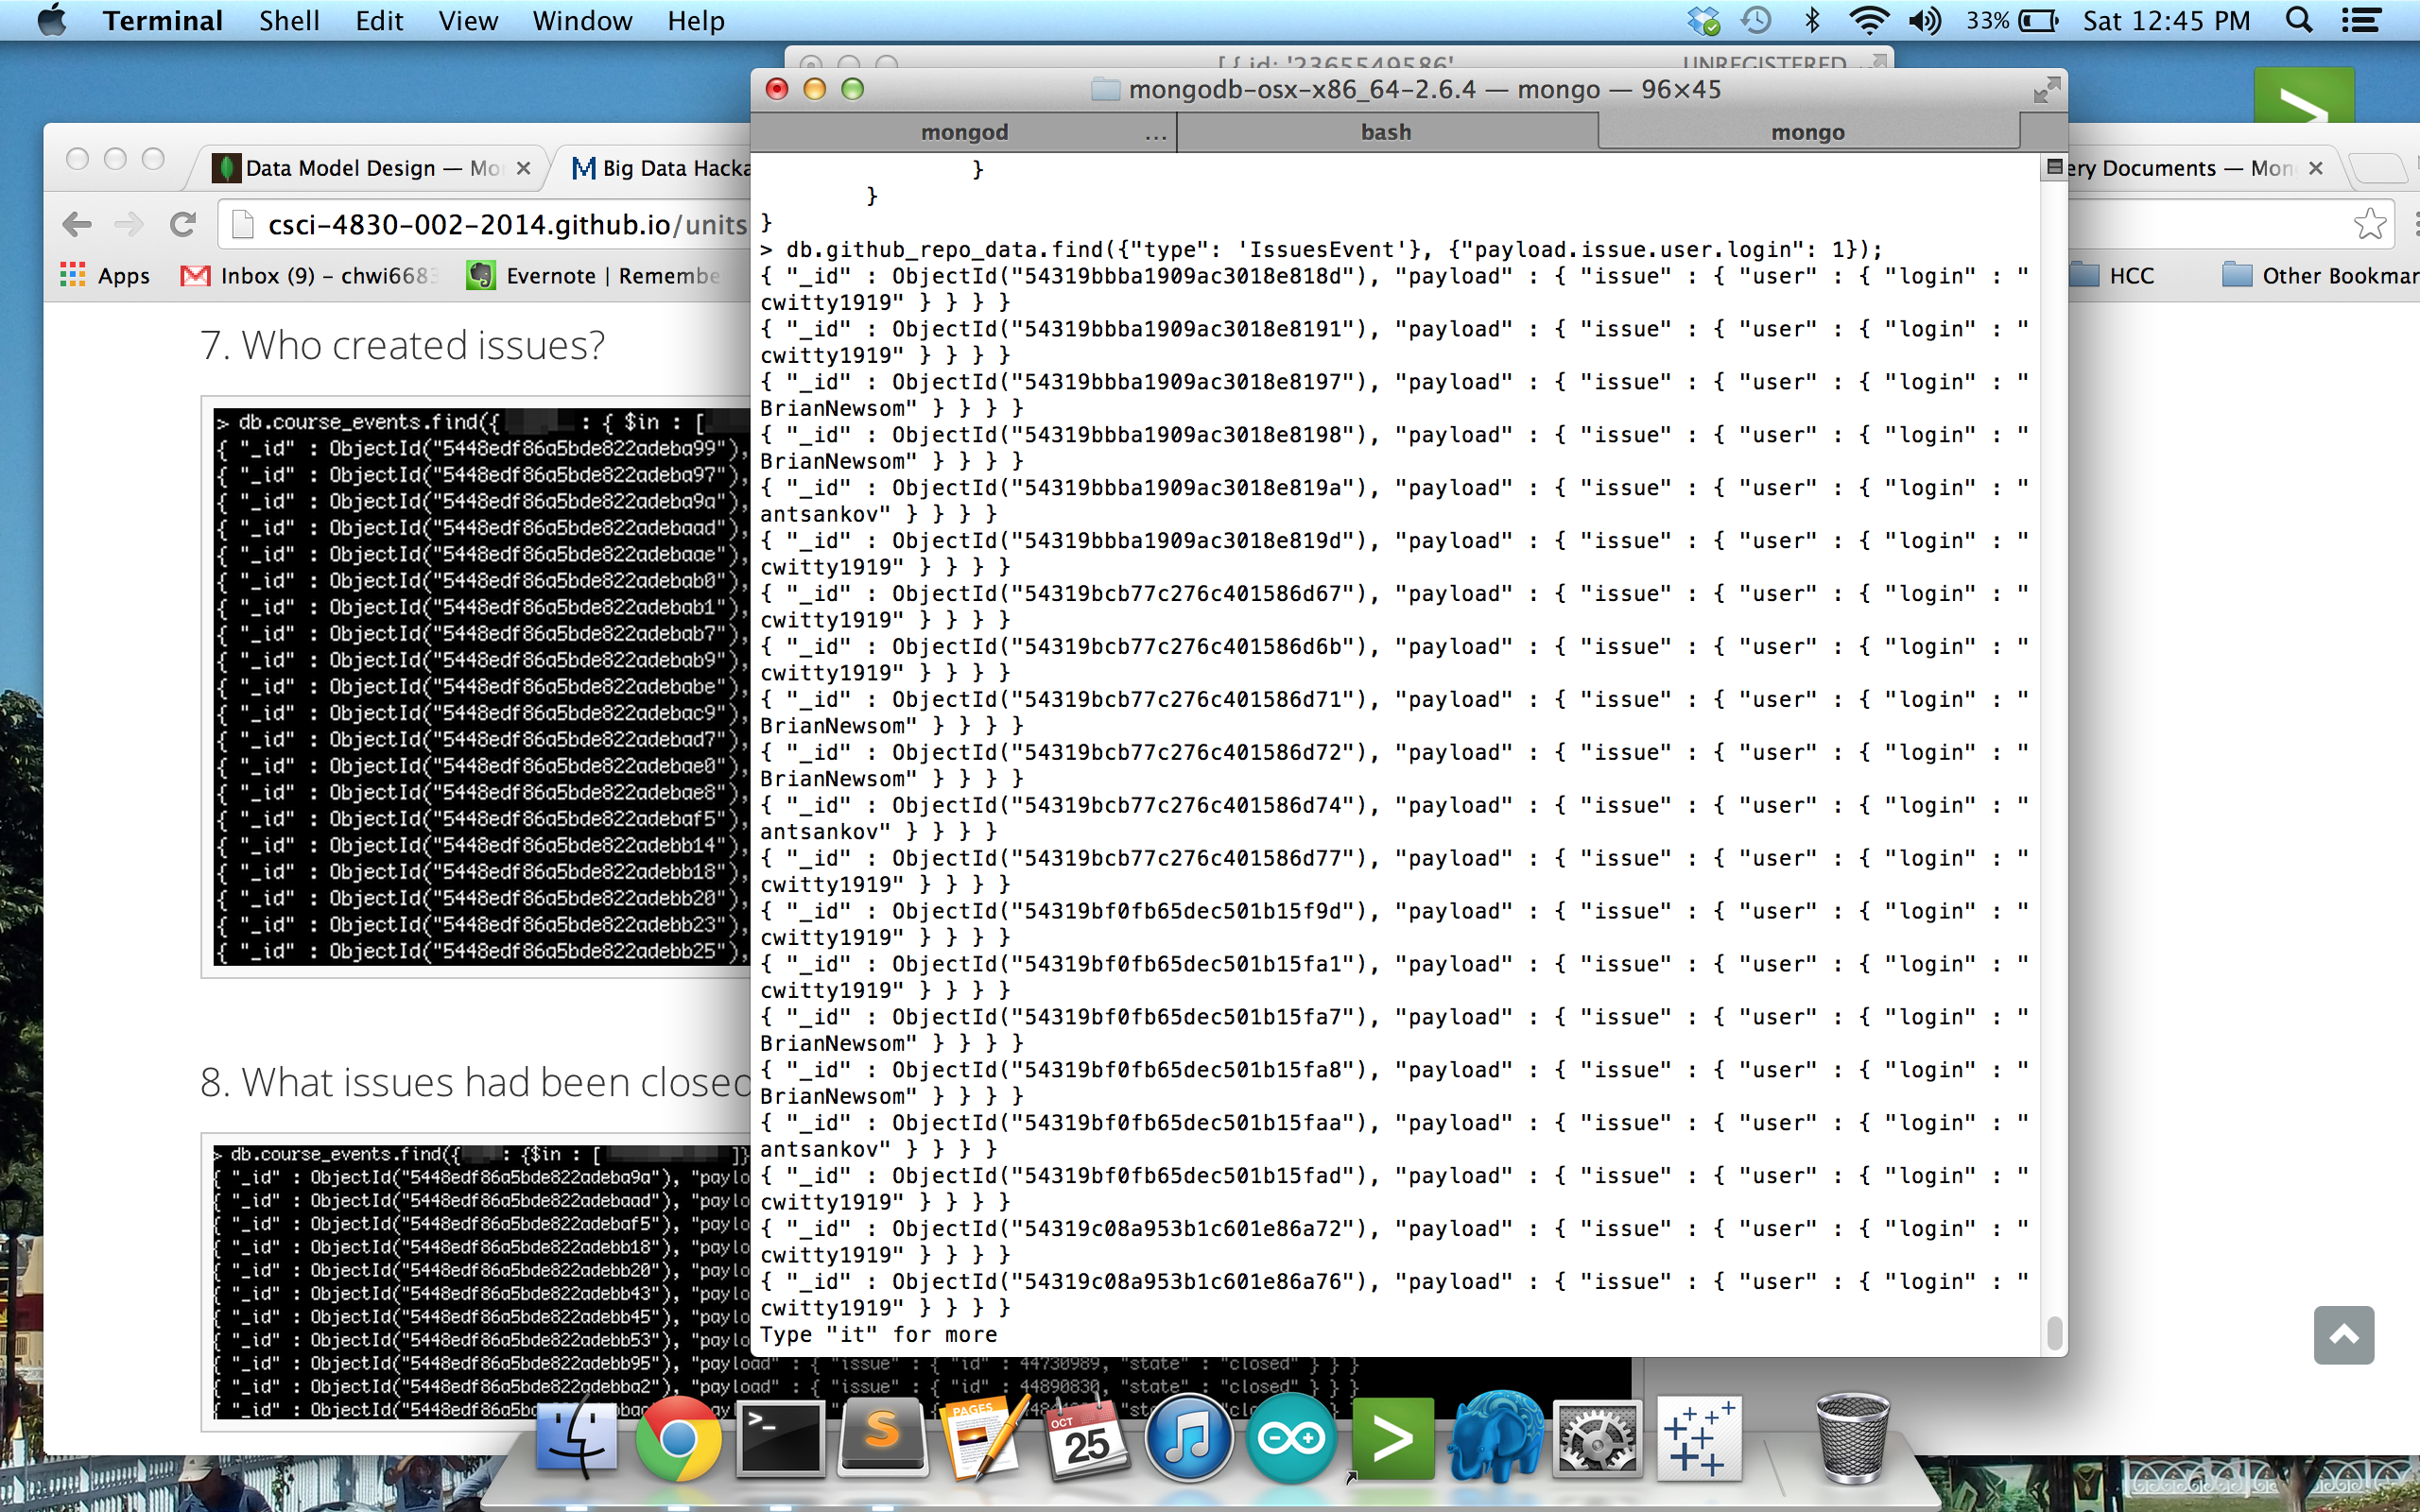 Terminal Shell Edit View Window Help 33% Sat 12:45 PM
[ { id: '2365549586' UNREGISTERED
mongodb-osx-x86_64-2.6.4 — mongo — 96×45
mongod ... bash mongo
Data Model Design — Mo
Big Data Hacka
ery Documents — Mon
csci-4830-002-2014.github.io/units
Apps Inbox (9) – chwi6683 Evernote | Remembe HCC Other Bookmar
7. Who created issues?
> db.course_events.find({ : { $in : [
{ "_id" : ObjectId("5448edf86a5bde822adeba99"),
{ "_id" : ObjectId("5448edf86a5bde822adeba97"),
{ "_id" : ObjectId("5448edf86a5bde822adeba9a"),
{ "_id" : ObjectId("5448edf86a5bde822adebaad"),
{ "_id" : ObjectId("5448edf86a5bde822adebaae"),
{ "_id" : ObjectId("5448edf86a5bde822adebab0"),
{ "_id" : ObjectId("5448edf86a5bde822adebab1"),
{ "_id" : ObjectId("5448edf86a5bde822adebab7"),
{ "_id" : ObjectId("5448edf86a5bde822adebab9"),
{ "_id" : ObjectId("5448edf86a5bde822adebabe"),
{ "_id" : ObjectId("5448edf86a5bde822adebac9"),
{ "_id" : ObjectId("5448edf86a5bde822adebad7"),
{ "_id" : ObjectId("5448edf86a5bde822adebae0"),
{ "_id" : ObjectId("5448edf86a5bde822adebae8"),
{ "_id" : ObjectId("5448edf86a5bde822adebaf5"),
{ "_id" : ObjectId("5448edf86a5bde822adebb14"),
{ "_id" : ObjectId("5448edf86a5bde822adebb18"),
{ "_id" : ObjectId("5448edf86a5bde822adebb20"),
{ "_id" : ObjectId("5448edf86a5bde822adebb23"),
{ "_id" : ObjectId("5448edf86a5bde822adebb25"),
8. What issues had been closed
> db.course_events.find({ : {$in : [ ]}
{ "_id" : ObjectId("5448edf86a5bde822adeba9a"), "paylo
{ "_id" : ObjectId("5448edf86a5bde822adebaad"), "paylo
{ "_id" : ObjectId("5448edf86a5bde822adebaf5"), "paylo
{ "_id" : ObjectId("5448edf86a5bde822adebb18"), "paylo
{ "_id" : ObjectId("5448edf86a5bde822adebb20"), "paylo
{ "_id" : ObjectId("5448edf86a5bde822adebb43"), "paylo
{ "_id" : ObjectId("5448edf86a5bde822adebb45"), "paylo
{ "_id" : ObjectId("5448edf86a5bde822adebb53"), "paylo
{ "_id" : ObjectId("5448edf86a5bde822adebb95"), "payload" : { "issue" : { "id" : 44730989, "state" : "closed" } } }
{ "_id" : ObjectId("5448edf86a5bde822adebba2"), "payload" : { "issue" : { "id" : 44890830, "state" : "closed" } } }
}
}
}
> db.github_repo_data.find({"type": 'IssuesEvent'}, {"payload.issue.user.login": 1});
{ "_id" : ObjectId("54319bbba1909ac3018e818d"), "payload" : { "issue" : { "user" : { "login" : "
cwitty1919" } } } }
{ "_id" : ObjectId("54319bbba1909ac3018e8191"), "payload" : { "issue" : { "user" : { "login" : "
cwitty1919" } } } }
{ "_id" : ObjectId("54319bbba1909ac3018e8197"), "payload" : { "issue" : { "user" : { "login" : "
BrianNewsom" } } } }
{ "_id" : ObjectId("54319bbba1909ac3018e8198"), "payload" : { "issue" : { "user" : { "login" : "
BrianNewsom" } } } }
{ "_id" : ObjectId("54319bbba1909ac3018e819a"), "payload" : { "issue" : { "user" : { "login" : "
antsankov" } } } }
{ "_id" : ObjectId("54319bbba1909ac3018e819d"), "payload" : { "issue" : { "user" : { "login" : "
cwitty1919" } } } }
{ "_id" : ObjectId("54319bcb77c276c401586d67"), "payload" : { "issue" : { "user" : { "login" : "
cwitty1919" } } } }
{ "_id" : ObjectId("54319bcb77c276c401586d6b"), "payload" : { "issue" : { "user" : { "login" : "
cwitty1919" } } } }
{ "_id" : ObjectId("54319bcb77c276c401586d71"), "payload" : { "issue" : { "user" : { "login" : "
BrianNewsom" } } } }
{ "_id" : ObjectId("54319bcb77c276c401586d72"), "payload" : { "issue" : { "user" : { "login" : "
BrianNewsom" } } } }
{ "_id" : ObjectId("54319bcb77c276c401586d74"), "payload" : { "issue" : { "user" : { "login" : "
antsankov" } } } }
{ "_id" : ObjectId("54319bcb77c276c401586d77"), "payload" : { "issue" : { "user" : { "login" : "
cwitty1919" } } } }
{ "_id" : ObjectId("54319bf0fb65dec501b15f9d"), "payload" : { "issue" : { "user" : { "login" : "
cwitty1919" } } } }
{ "_id" : ObjectId("54319bf0fb65dec501b15fa1"), "payload" : { "issue" : { "user" : { "login" : "
cwitty1919" } } } }
{ "_id" : ObjectId("54319bf0fb65dec501b15fa7"), "payload" : { "issue" : { "user" : { "login" : "
BrianNewsom" } } } }
{ "_id" : ObjectId("54319bf0fb65dec501b15fa8"), "payload" : { "issue" : { "user" : { "login" : "
BrianNewsom" } } } }
{ "_id" : ObjectId("54319bf0fb65dec501b15faa"), "payload" : { "issue" : { "user" : { "login" : "
antsankov" } } } }
{ "_id" : ObjectId("54319bf0fb65dec501b15fad"), "payload" : { "issue" : { "user" : { "login" : "
cwitty1919" } } } }
{ "_id" : ObjectId("54319c08a953b1c601e86a72"), "payload" : { "issue" : { "user" : { "login" : "
cwitty1919" } } } }
{ "_id" : ObjectId("54319c08a953b1c601e86a76"), "payload" : { "issue" : { "user" : { "login" : "
cwitty1919" } } } }
Type "it" for more
PAGES
OCT
25